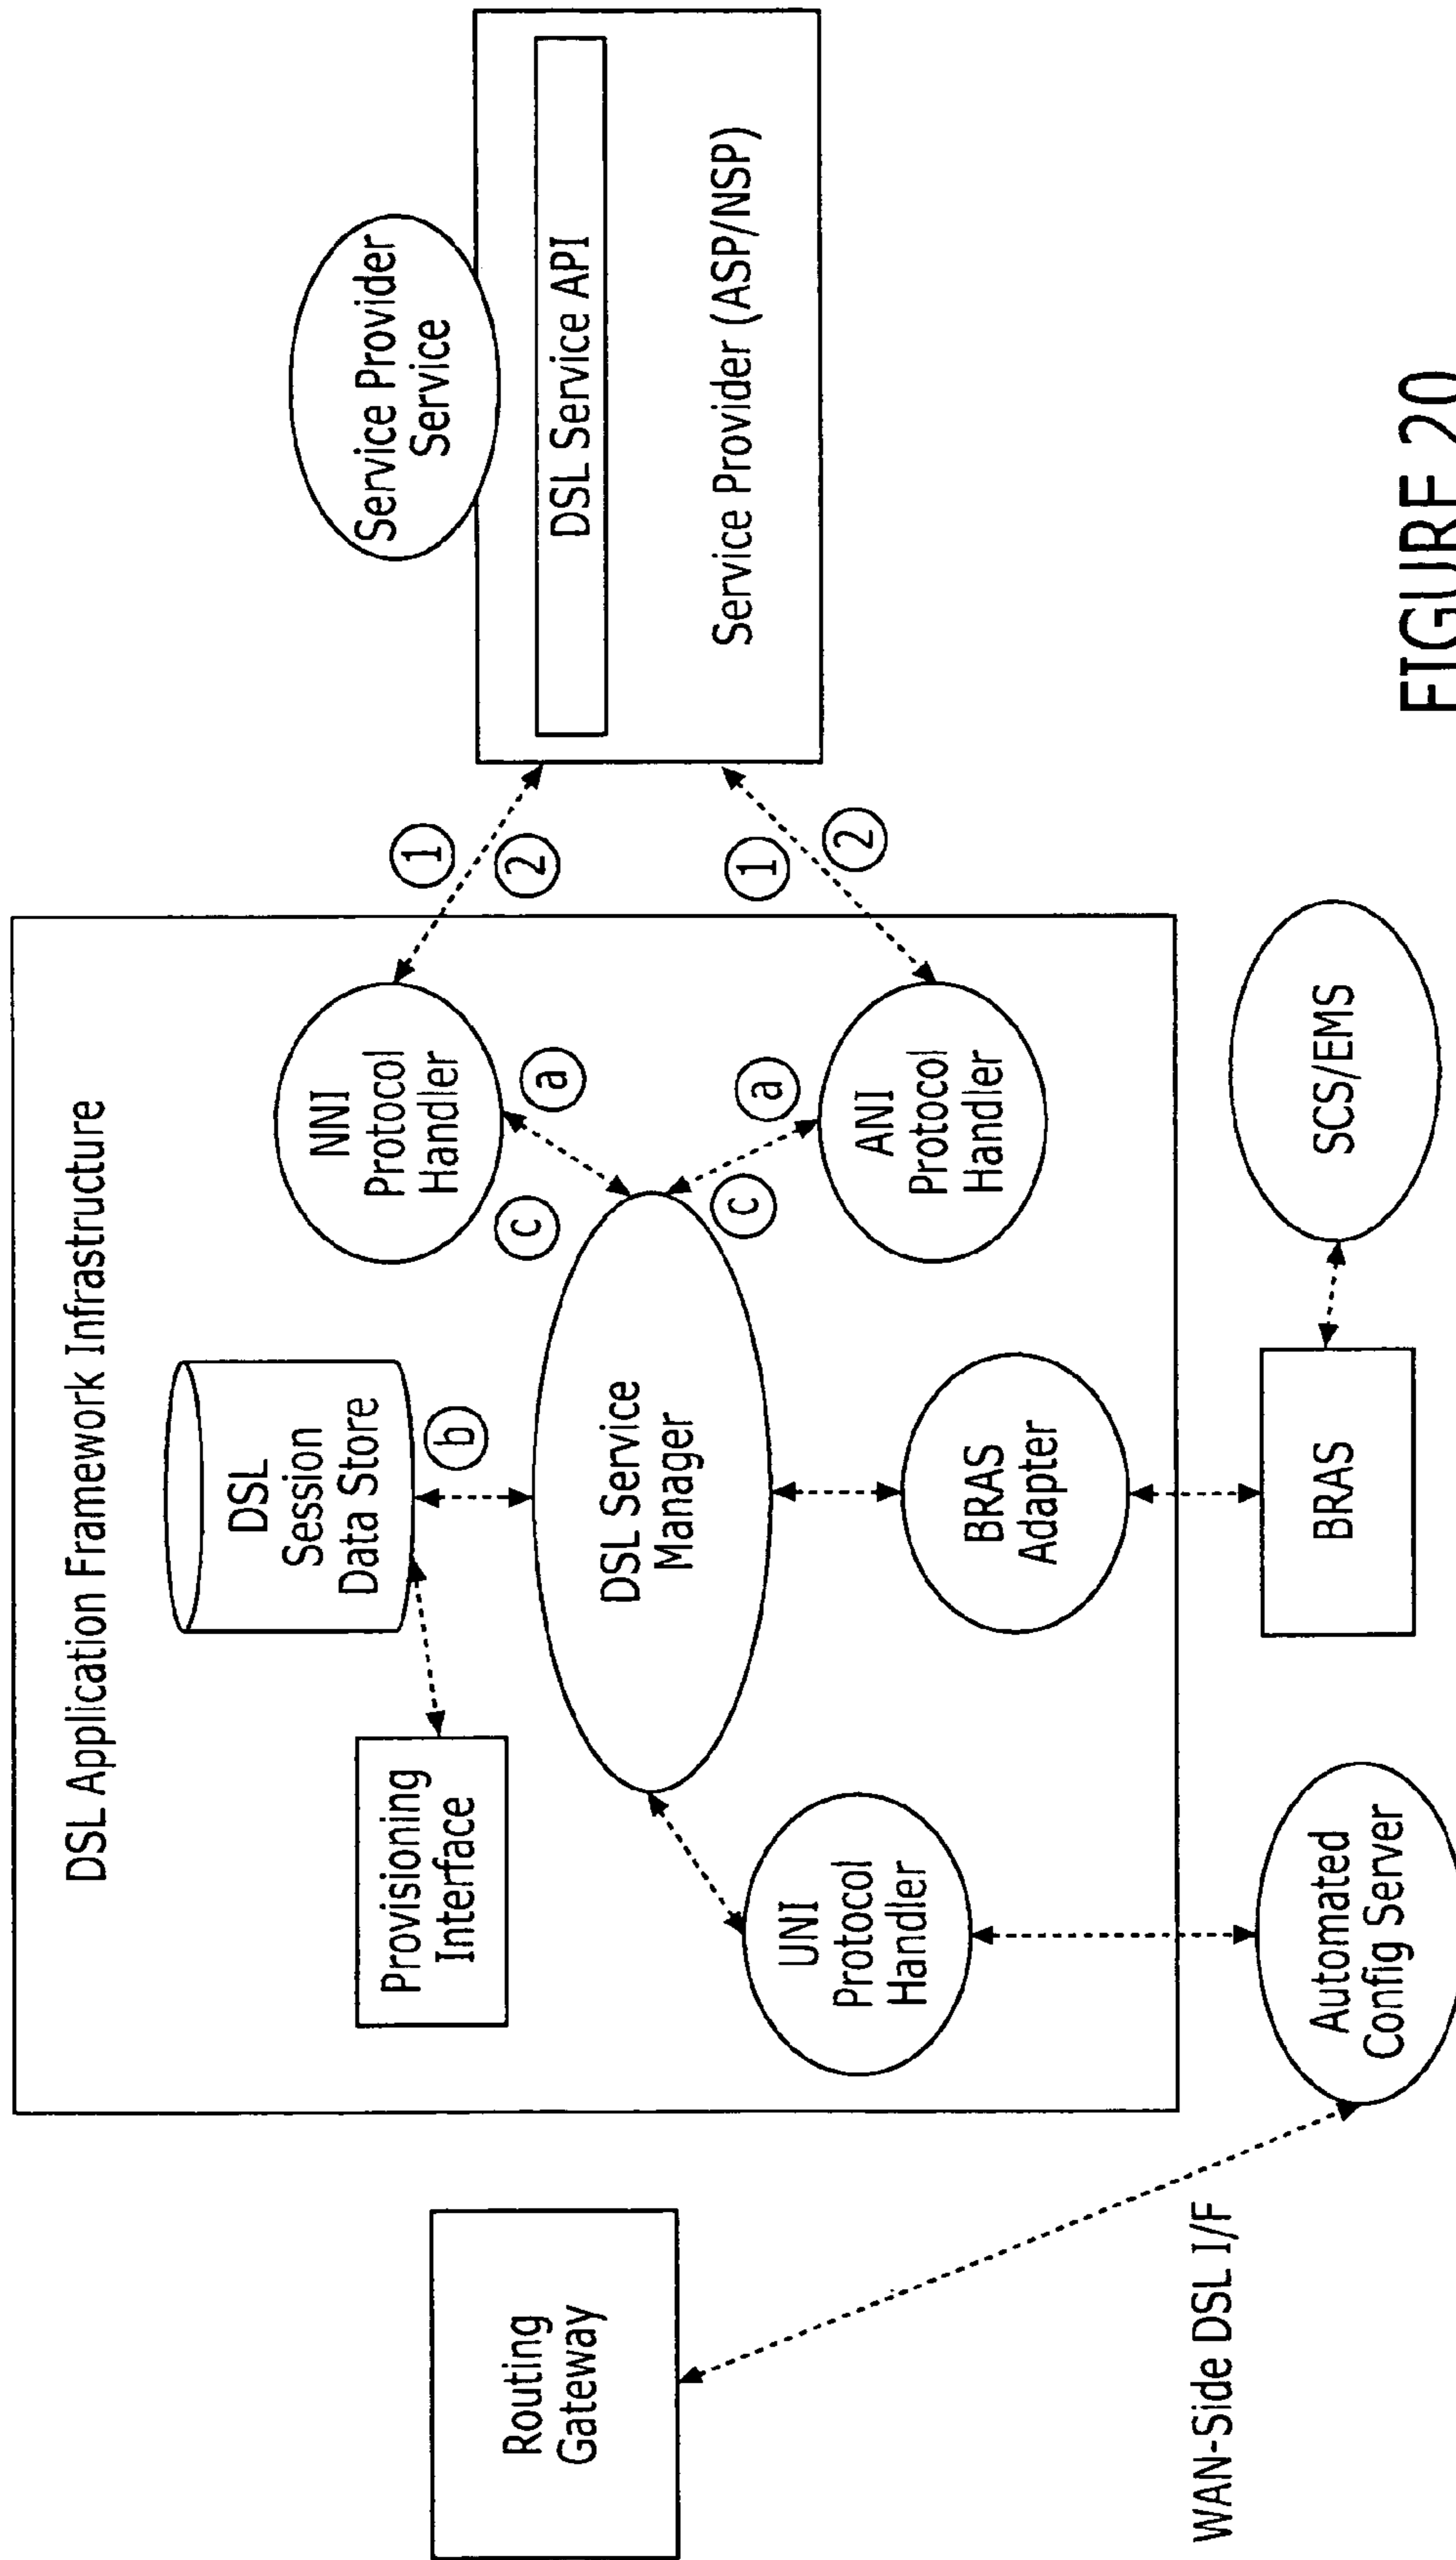 DSL Application Framework Infrastructure
Routing
Gateway
WAN-Side DSL I/F
Provisioning
Interface
DSL
Session
Data Store
b
DSL Service
Manager
UNI
Protocol
Handler
BRAS
Adapter
NNI
Protocol
Handler
a
c
a
c
ANI
Protocol
Handler
1
2
1
2
Service Provider
Service
DSL Service API
Service Provider (ASP/NSP)
Automated
Config Server
BRAS
SCS/EMS
FIGURE 20